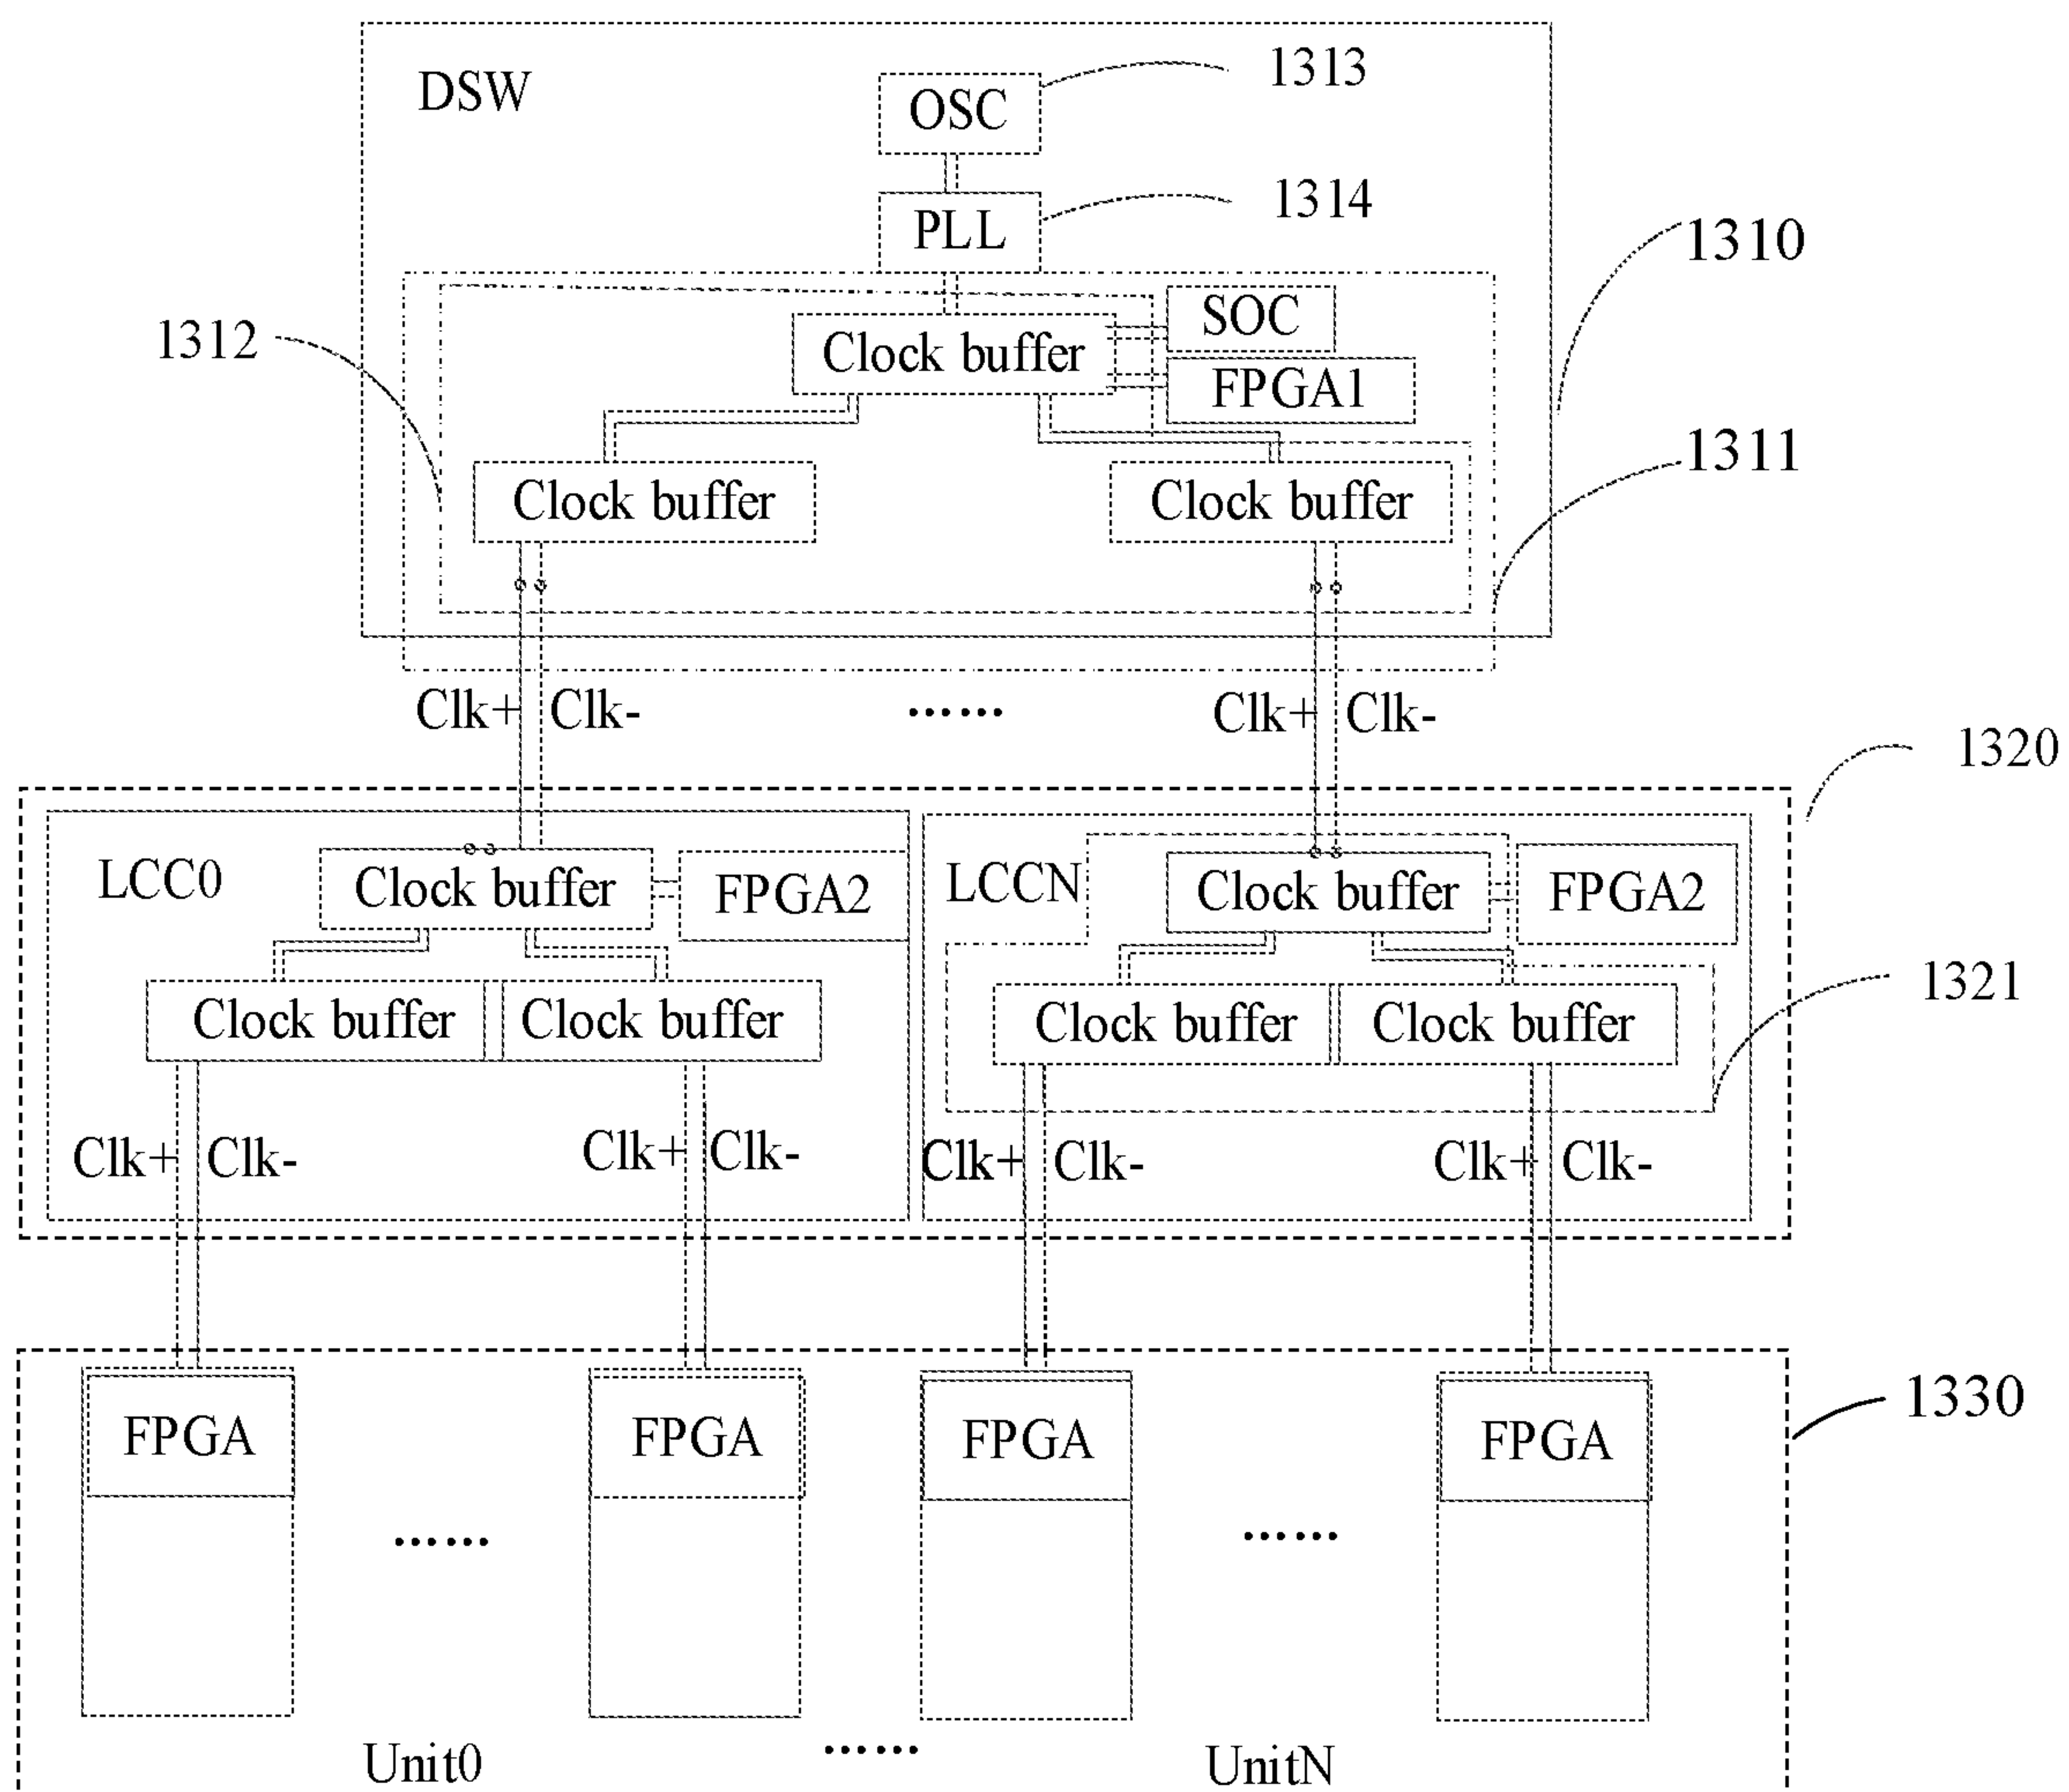 DSW
OSC
1313
PLL
1314
1310
1312
Clock buffer
SOC
FPGA1
1311
Clock buffer
Clock buffer
Clk+ Clk- ...... Clk+ Clk-
1320
LCC0
Clock buffer
FPGA2
LCCN
Clock buffer
FPGA2
Clock buffer
Clock buffer
Clock buffer
Clock buffer
1321
Clk+ Clk- Clk+ Clk- Clk+ Clk- Clk+ Clk-
1330
FPGA
FPGA
FPGA
FPGA
......
......
Unit0 ...... UnitN